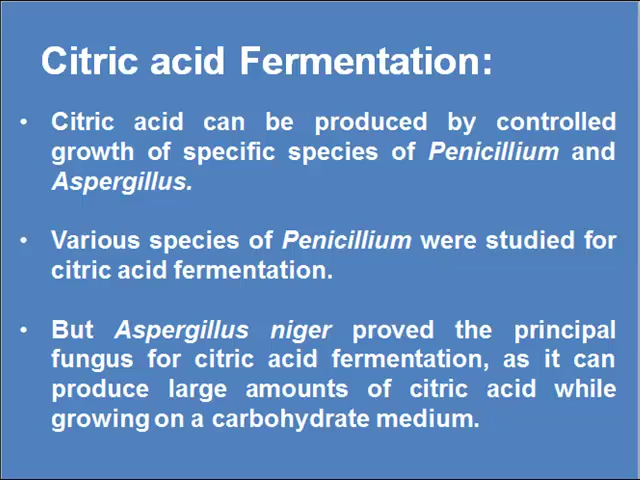 Citric acid Fermentation:
• Citric acid can be produced by controlled
growth of specific species of Penicillium and
Aspergillus.
• Various species of Penicillium were studied for
citric acid fermentation.
• But Aspergillus niger proved the principal
fungus for citric acid fermentation, as it can
produce large amounts of citric acid while
growing on a carbohydrate medium.